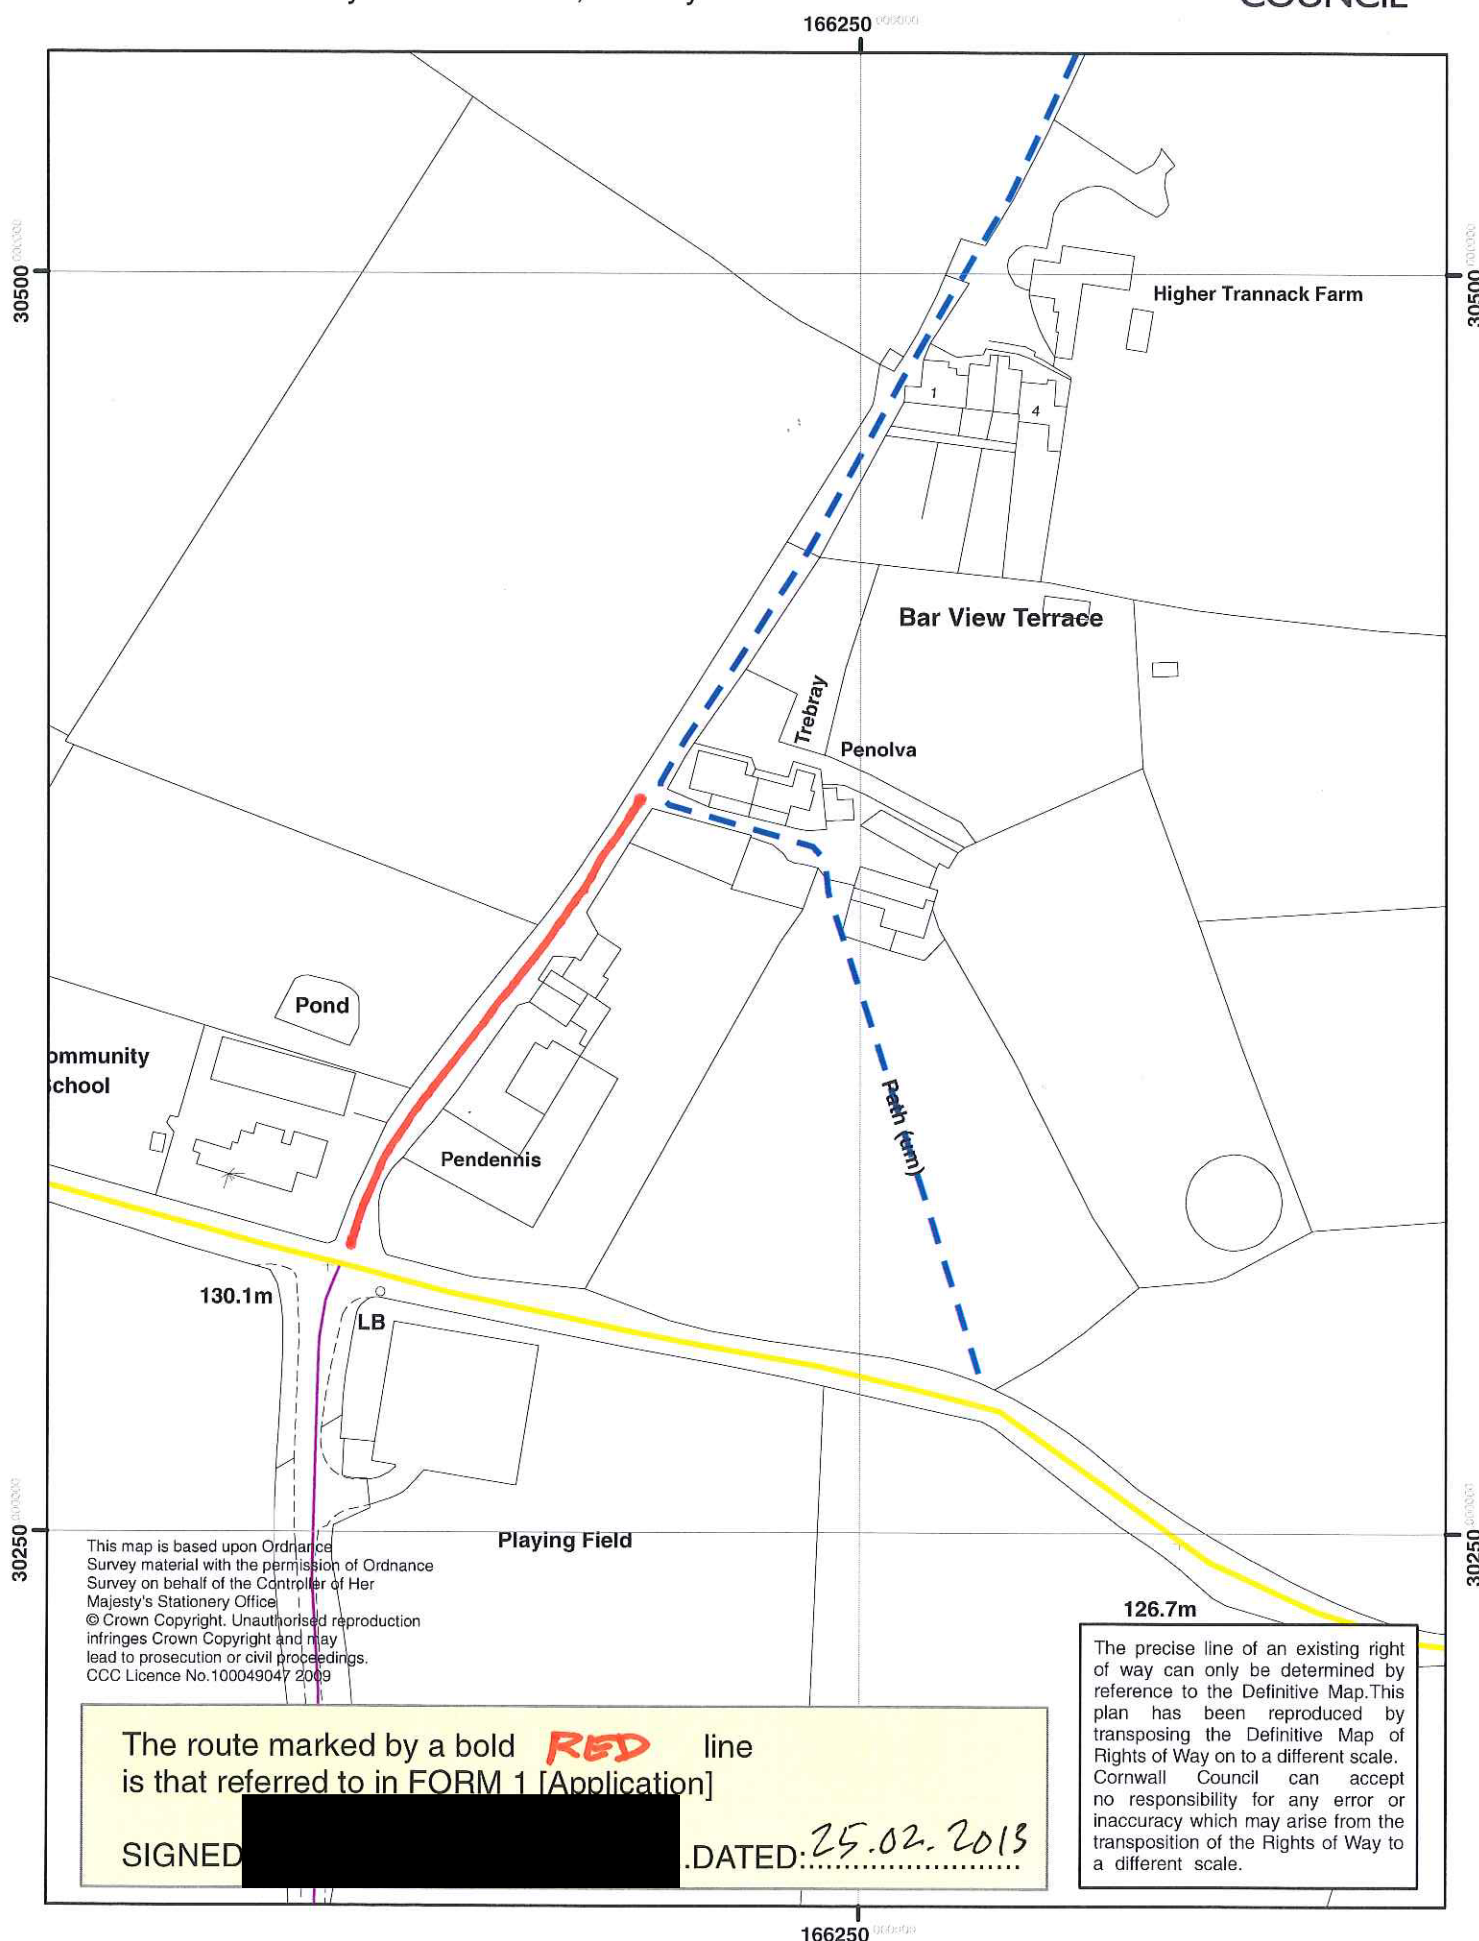 COUNCIL
166250
30500
30500
Higher Trannack Farm
1
4
Bar View Terrace
Trebray
Penolva
Pond
ommunity
school
Path (um)
Pendennis
130.1m
LB
30250
30250
Playing Field
This map is based upon Ordnance
Survey material with the permission of Ordnance
Survey on behalf of the Controller of Her
Majesty's Stationery Office
© Crown Copyright. Unauthorised reproduction
infringes Crown Copyright and may
lead to prosecution or civil proceedings.
CCC Licence No.100049047 2009
126.7m
The precise line of an existing right
of way can only be determined by
reference to the Definitive Map.This
plan has been reproduced by
transposing the Definitive Map of
Rights of Way on to a different scale.
Cornwall Council can accept
no responsibility for any error or
inaccuracy which may arise from the
transposition of the Rights of Way to
a different scale.
The route marked by a bold RED line
is that referred to in FORM 1 [Application]
SIGNED .DATED: 25.02.2013
166250